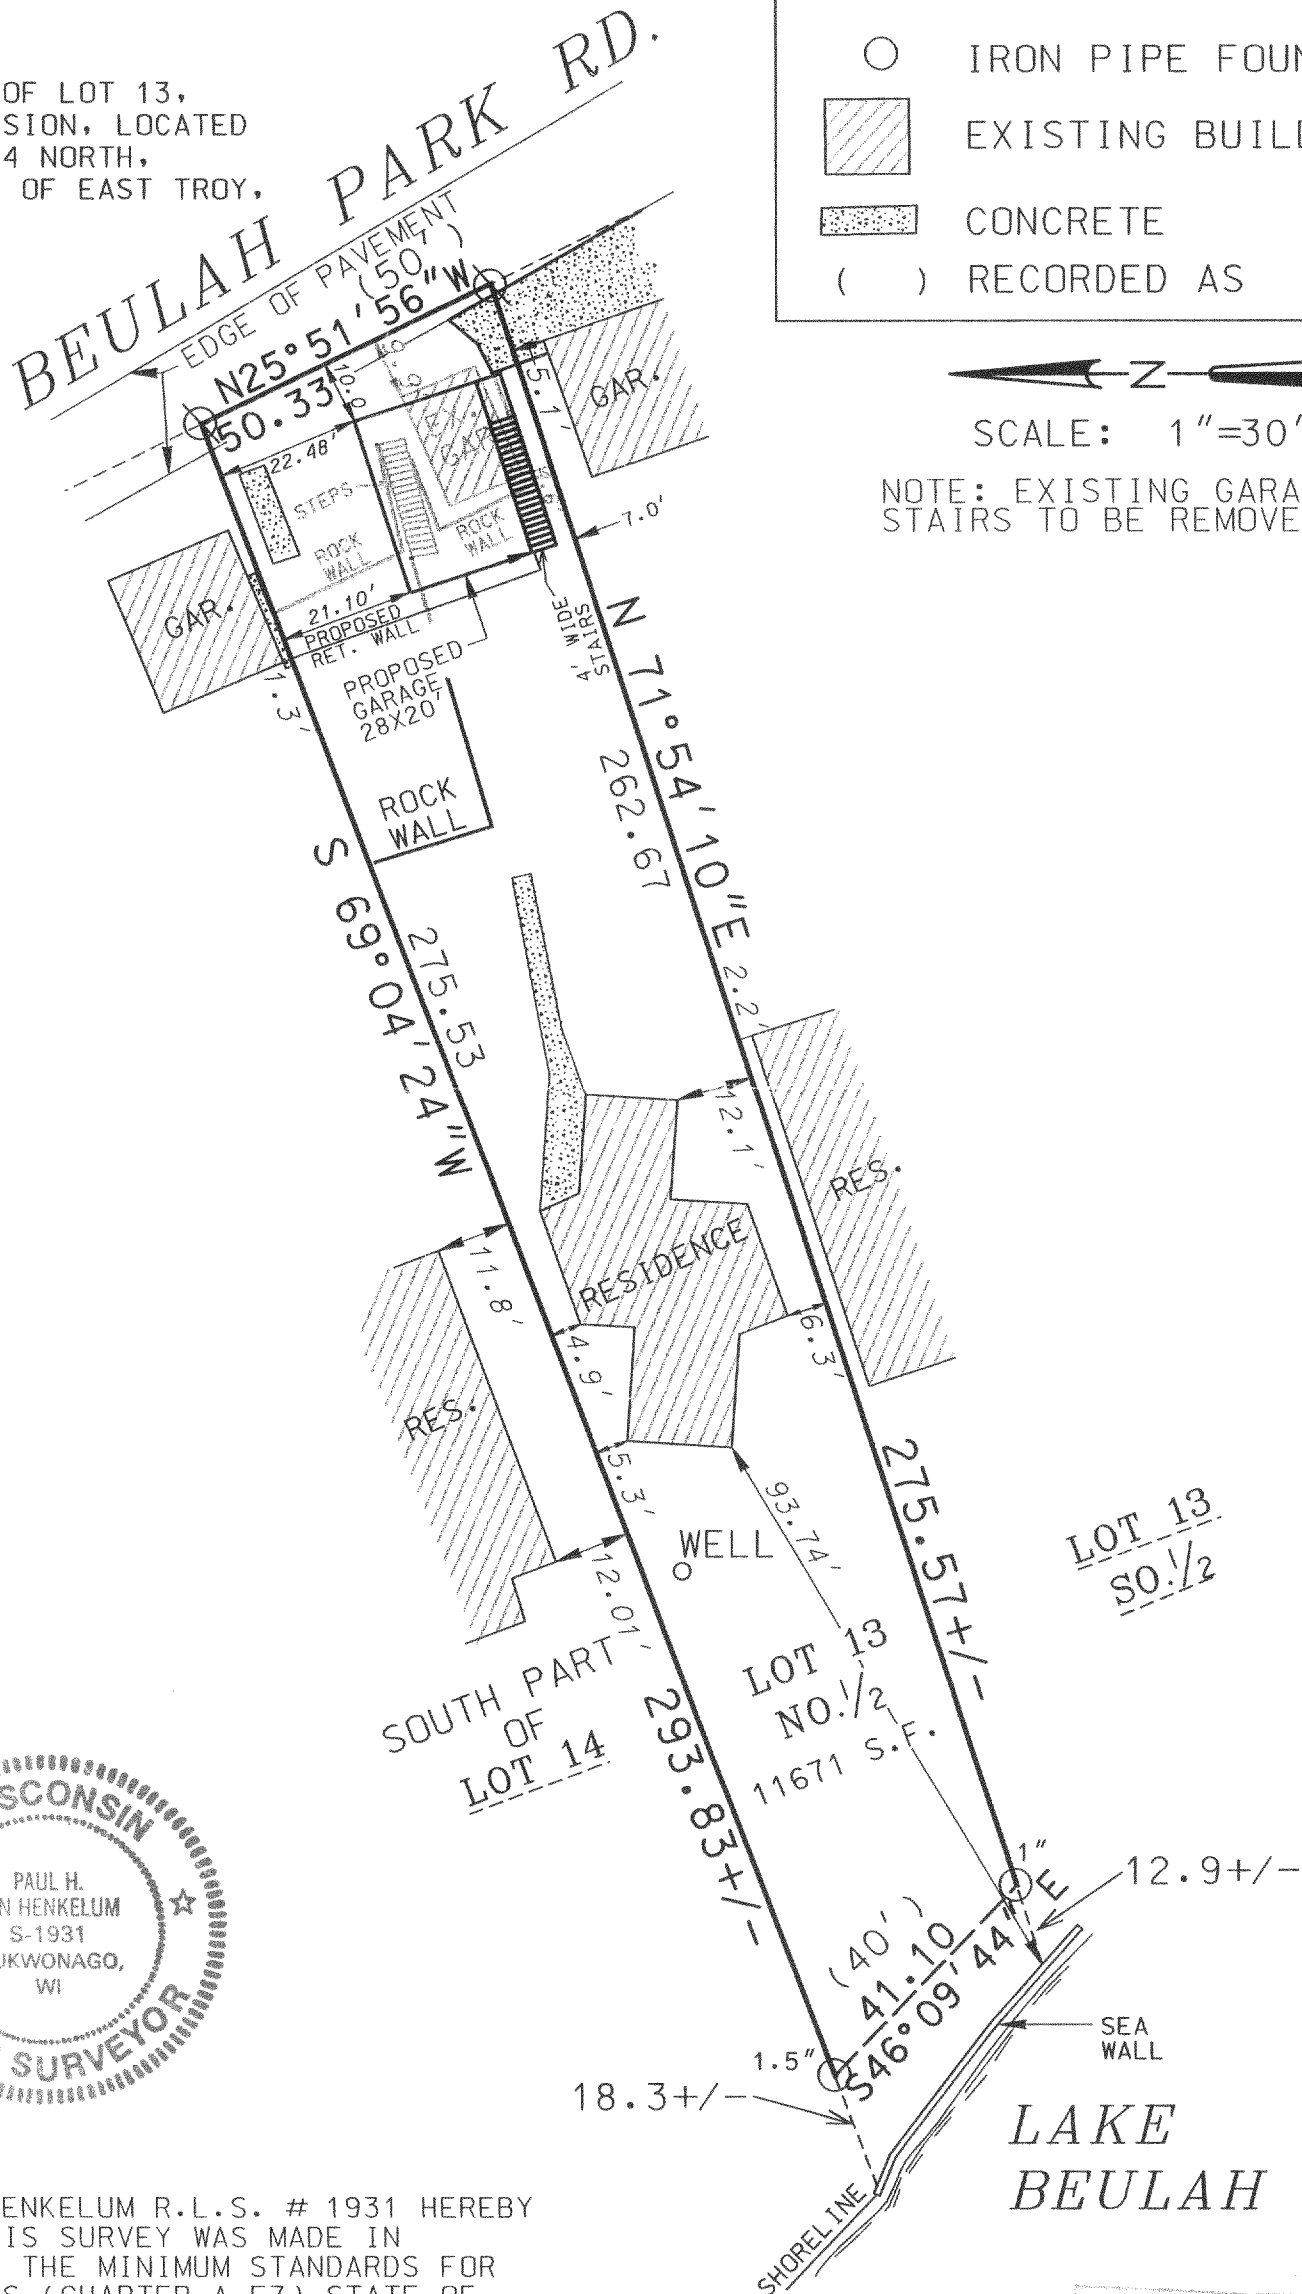 OF LOT 13,
SION, LOCATED
4 NORTH,
OF EAST TROY,
BEULAH PARK RD.
IRON PIPE FOUN
EXISTING BUILD
CONCRETE
( ) RECORDED AS
N
SCALE: 1"=30'
NOTE: EXISTING GARA
STAIRS TO BE REMOVE
EDGE OF PAVEMENT
(50')
N25°51'56"W
50.33
10.0
22.48'
5.1'
EX.
GAR.
GAR.
STEPS
ROCK
WALL
ROCK
WALL
7.0'
GAR.
21.10'
PROPOSED
RET. WALL
4' WIDE
STAIRS
1.3'
PROPOSED
GARAGE
28X20'
N 71°54'10"E
262.67
ROCK
WALL
S 69°04'24"W
275.53
2.2'
12.1'
RES.
11.8'
RESIDENCE
4.9'
6.3'
RES.
5.3'
93.74'
275.57+/-
WELL
12.01'
LOT 13
SO.1/2
LOT 13
NO.1/2
11671 S.F.
SOUTH PART
OF
LOT 14
293.83+/-
SCONSIN
PAUL H.
N HENKELUM
S-1931
UKWONAGO,
WI
SURVEYOR
1"
12.9+/-
(40')
41.10
S46°09'44"E
1.5"
18.3+/-
SEA
WALL
LAKE
BEULAH
SHORELINE
ENKELUM R.L.S. # 1931 HEREBY
IS SURVEY WAS MADE IN
THE MINIMUM STANDARDS FOR